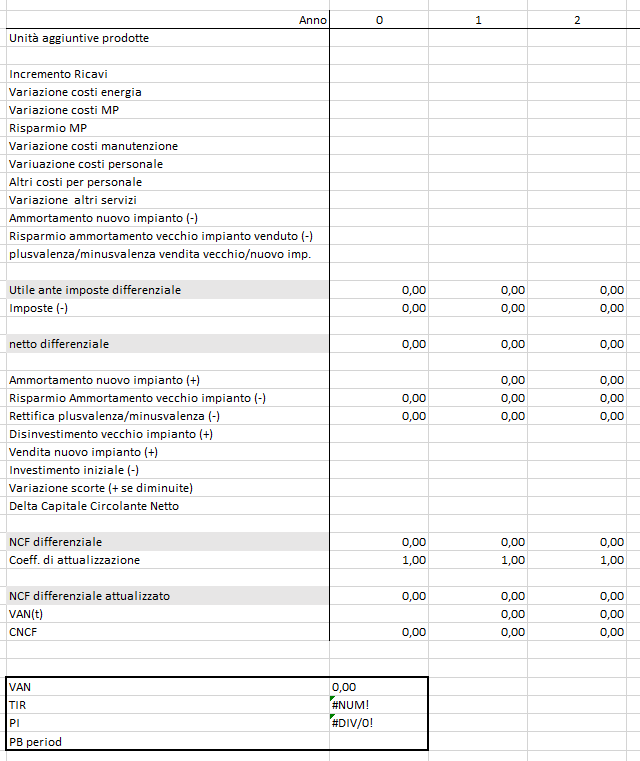 Anno 0 1 2
Unità aggiuntive prodotte
Incremento Ricavi
Variazione costi energia
Variazione costi MP
Risparmio MP
Variazione costi manutenzione
Variuazione costi personale
Altri costi per personale
Variazione  altri servizi
Ammortamento nuovo impianto (-)
Risparmio ammortamento vecchio impianto venduto (-)
plusvalenza/minusvalenza vendita vecchio/nuovo imp.
Utile ante imposte differenziale 0,00 0,00 0,00
Imposte (-) 0,00 0,00 0,00
netto differenziale 0,00 0,00 0,00
Ammortamento nuovo impianto (+) 0,00 0,00
Risparmio Ammortamento vecchio impianto (-) 0,00 0,00 0,00
Rettifica plusvalenza/minusvalenza (-) 0,00 0,00 0,00
Disinvestimento vecchio impianto (+)
Vendita nuovo impianto (+)
Investimento iniziale (-)
Variazione scorte (+ se diminuite)
Delta Capitale Circolante Netto
NCF differenziale 0,00 0,00 0,00
Coeff. di attualizzazione 1,00 1,00 1,00
NCF differenziale attualizzato 0,00 0,00 0,00
VAN(t) 0,00 0,00
CNCF 0,00 0,00 0,00
VAN 0,00
TIR #NUM!
PI #DIV/0!
PB period